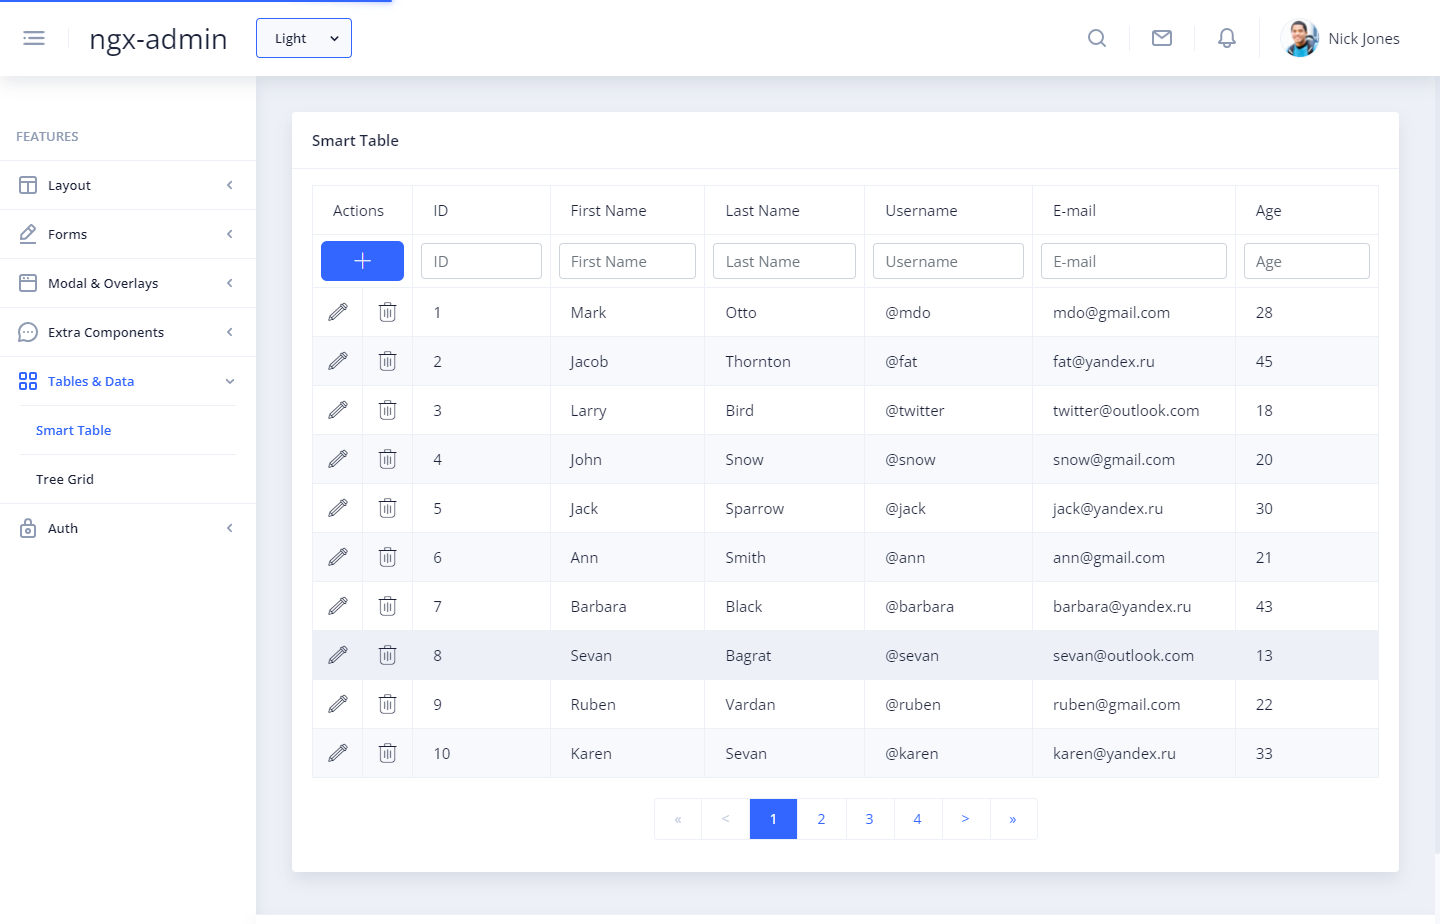 ngx-admin Light Nick Jones
FEATURES
Layout
Forms
Modal & Overlays
Extra Components
Tables & Data
Smart Table
Tree Grid
Auth
Smart Table
Actions ID First Name Last Name Username E-mail Age
ID First Name Last Name Username E-mail Age
1 Mark Otto @mdo mdo@gmail.com 28
2 Jacob Thornton @fat fat@yandex.ru 45
3 Larry Bird @twitter twitter@outlook.com 18
4 John Snow @snow snow@gmail.com 20
5 Jack Sparrow @jack jack@yandex.ru 30
6 Ann Smith @ann ann@gmail.com 21
7 Barbara Black @barbara barbara@yandex.ru 43
8 Sevan Bagrat @sevan sevan@outlook.com 13
9 Ruben Vardan @ruben ruben@gmail.com 22
10 Karen Sevan @karen karen@yandex.ru 33
« < 1 2 3 4 > »